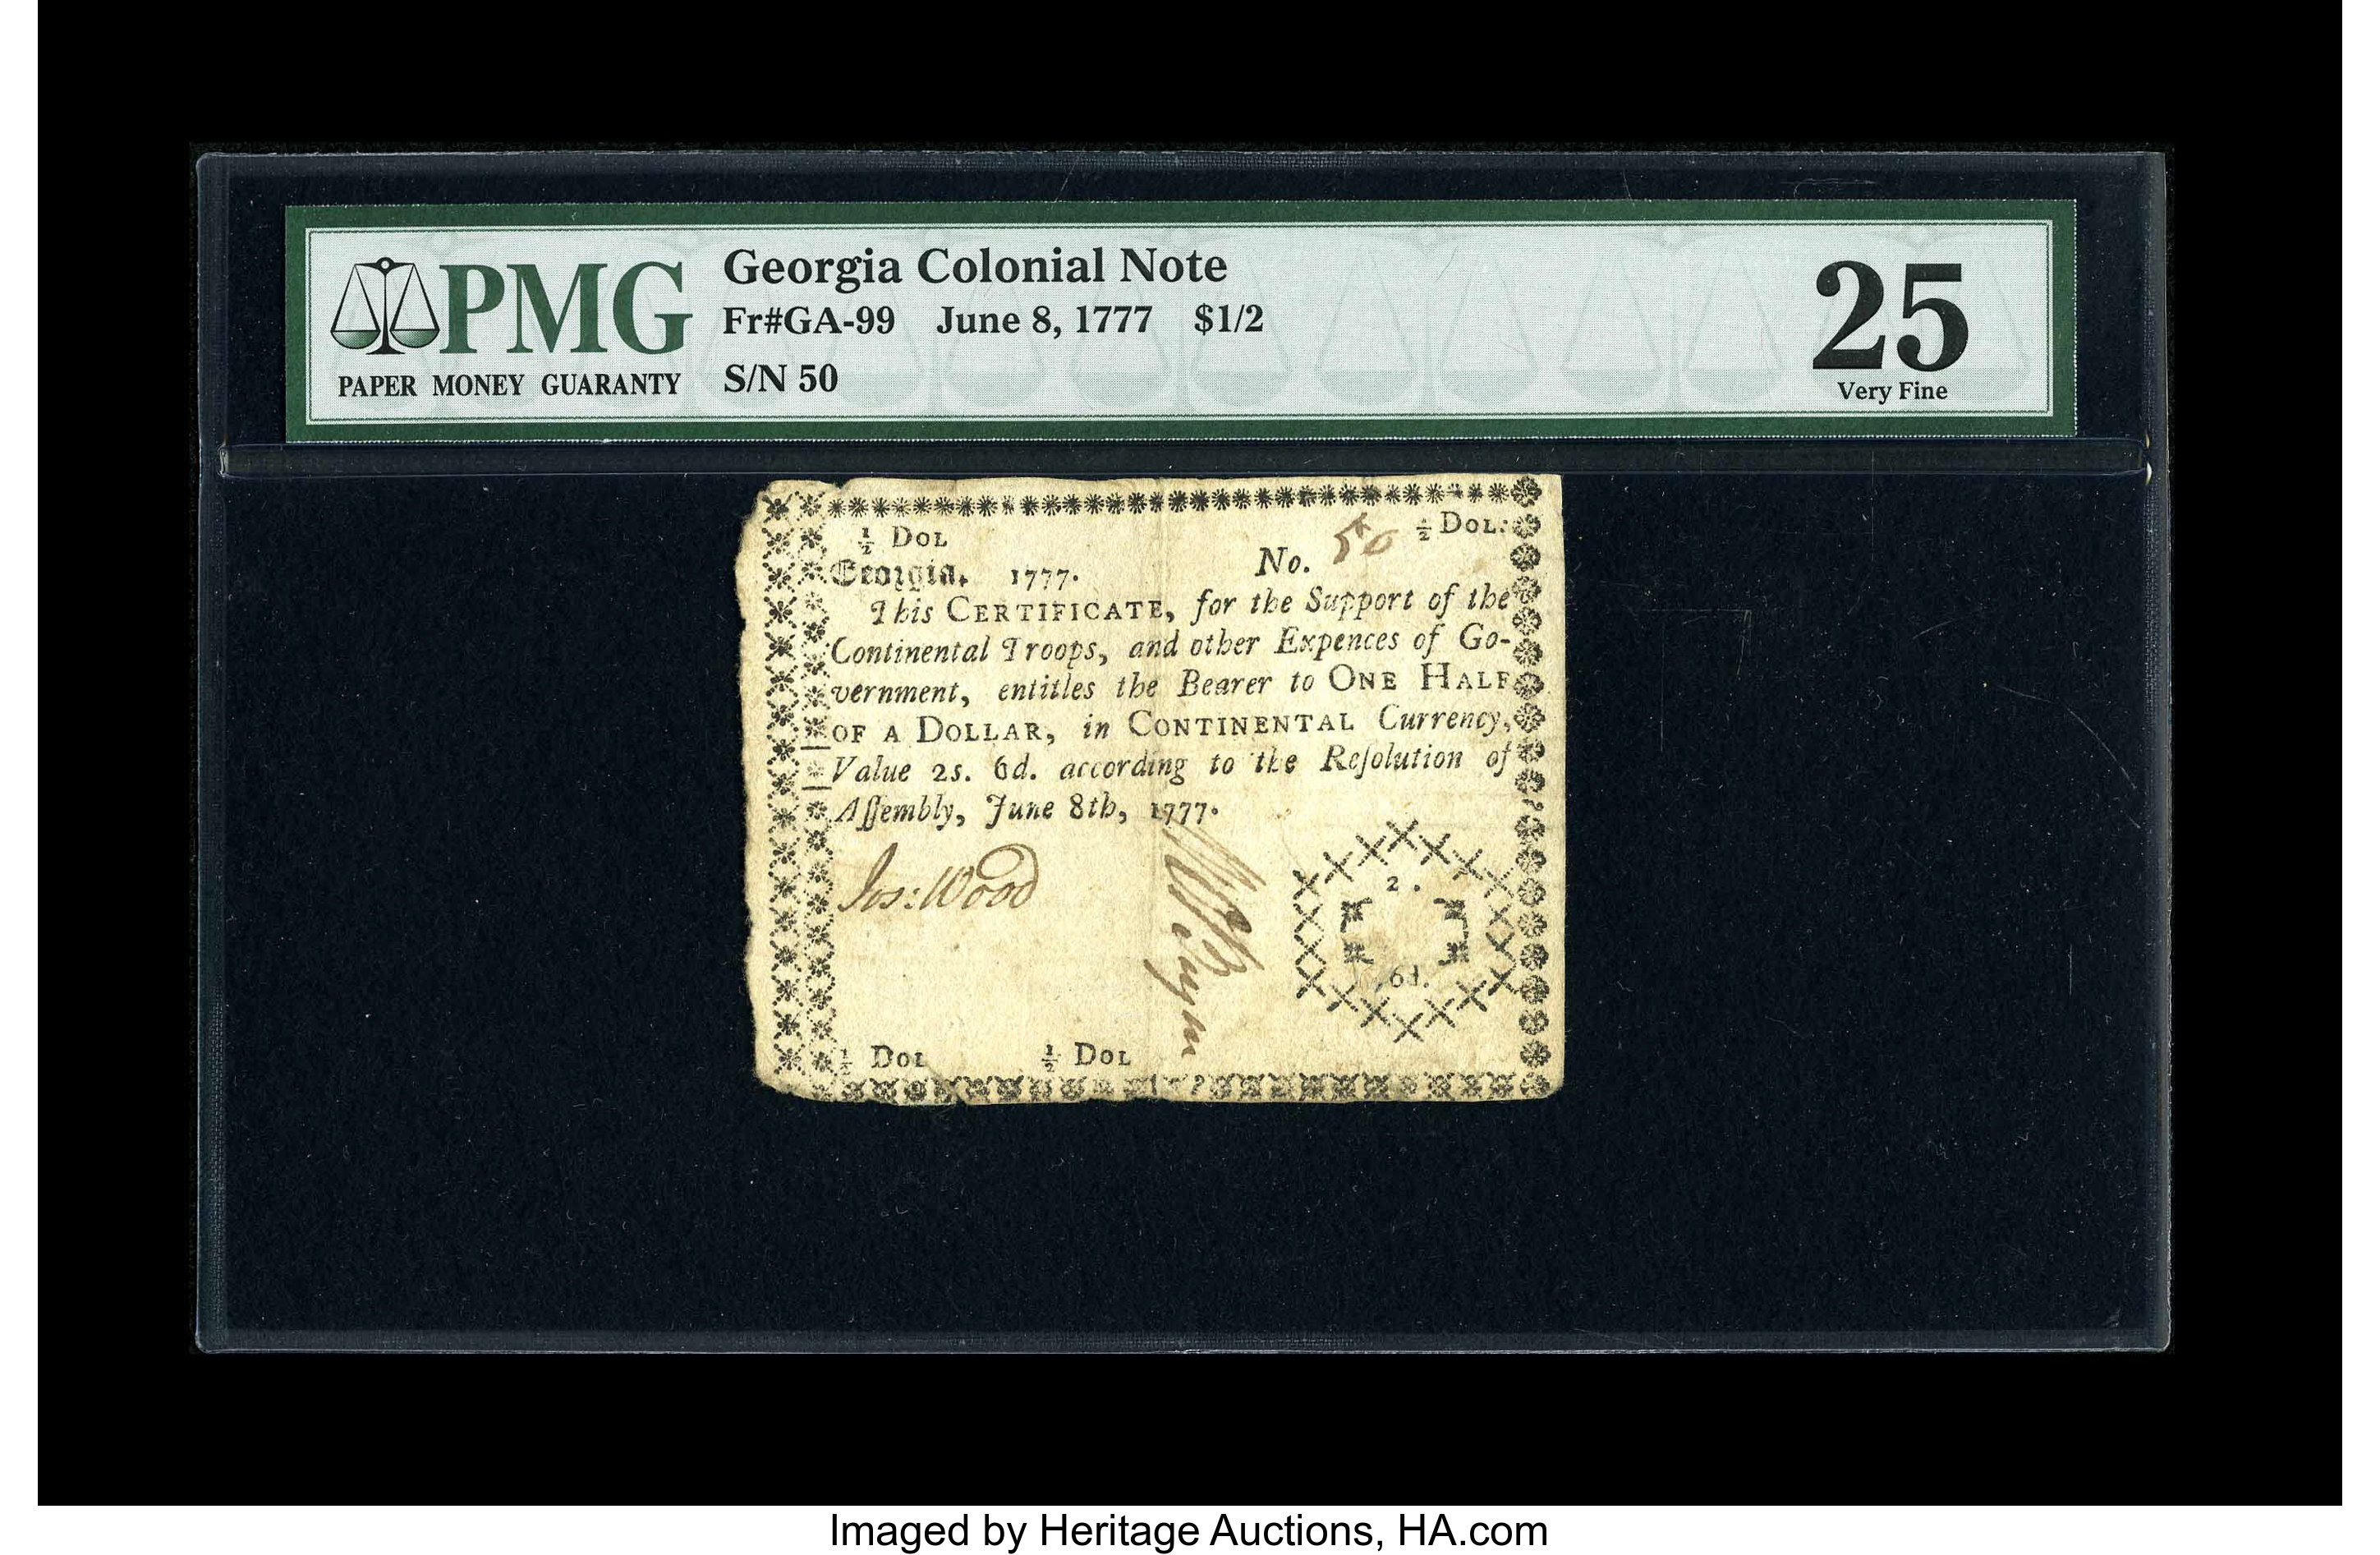 PMG
PAPER MONEY GUARANTY
Georgia Colonial Note
Fr#GA-99 June 8, 1777 $1/2
S/N 50
25
Very Fine
½ DOL
½ DOL:
Georgia, 1777.
No. 50
This CERTIFICATE, for the Support of the
Continental Troops, and other Expences of Go-
vernment, entitles the Bearer to ONE HALF
OF A DOLLAR, in CONTINENTAL Currency,
Value 2s. 6d. according to the Reſolution of
Aſſembly, June 8th, 1777.
Jos: Wood
2 .
6d.
½ DOL ½ DOL
Imaged by Heritage Auctions, HA.com